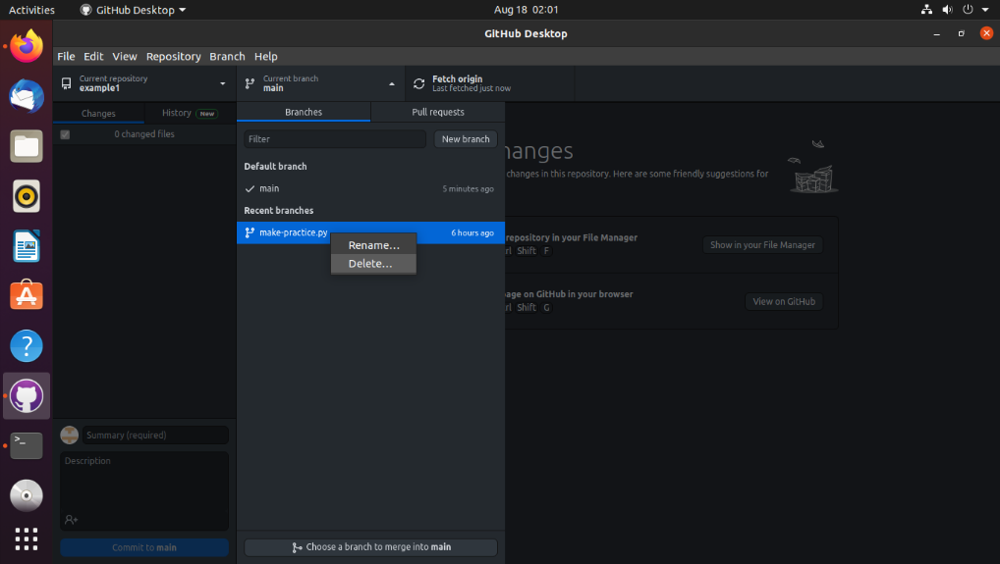 Activities
GitHub Desktop
Aug 18 02:01
GitHub Desktop
File Edit View Repository Branch Help
Current repository
example1
Current branch
main
Fetch origin
Last fetched just now
Changes
History New
0 changed files
Branches
Pull requests
Filter
New branch
Default branch
main
5 minutes ago
Recent branches
make-practice.py
6 hours ago
Rename...
Delete...
hanges
changes in this repository. Here are some friendly suggestions for
repository in your File Manager
Shift F
Show in your File Manager
page on GitHub in your browser
Shift G
View on GitHub
Summary (required)
Description
Commit to main
Choose a branch to merge into main